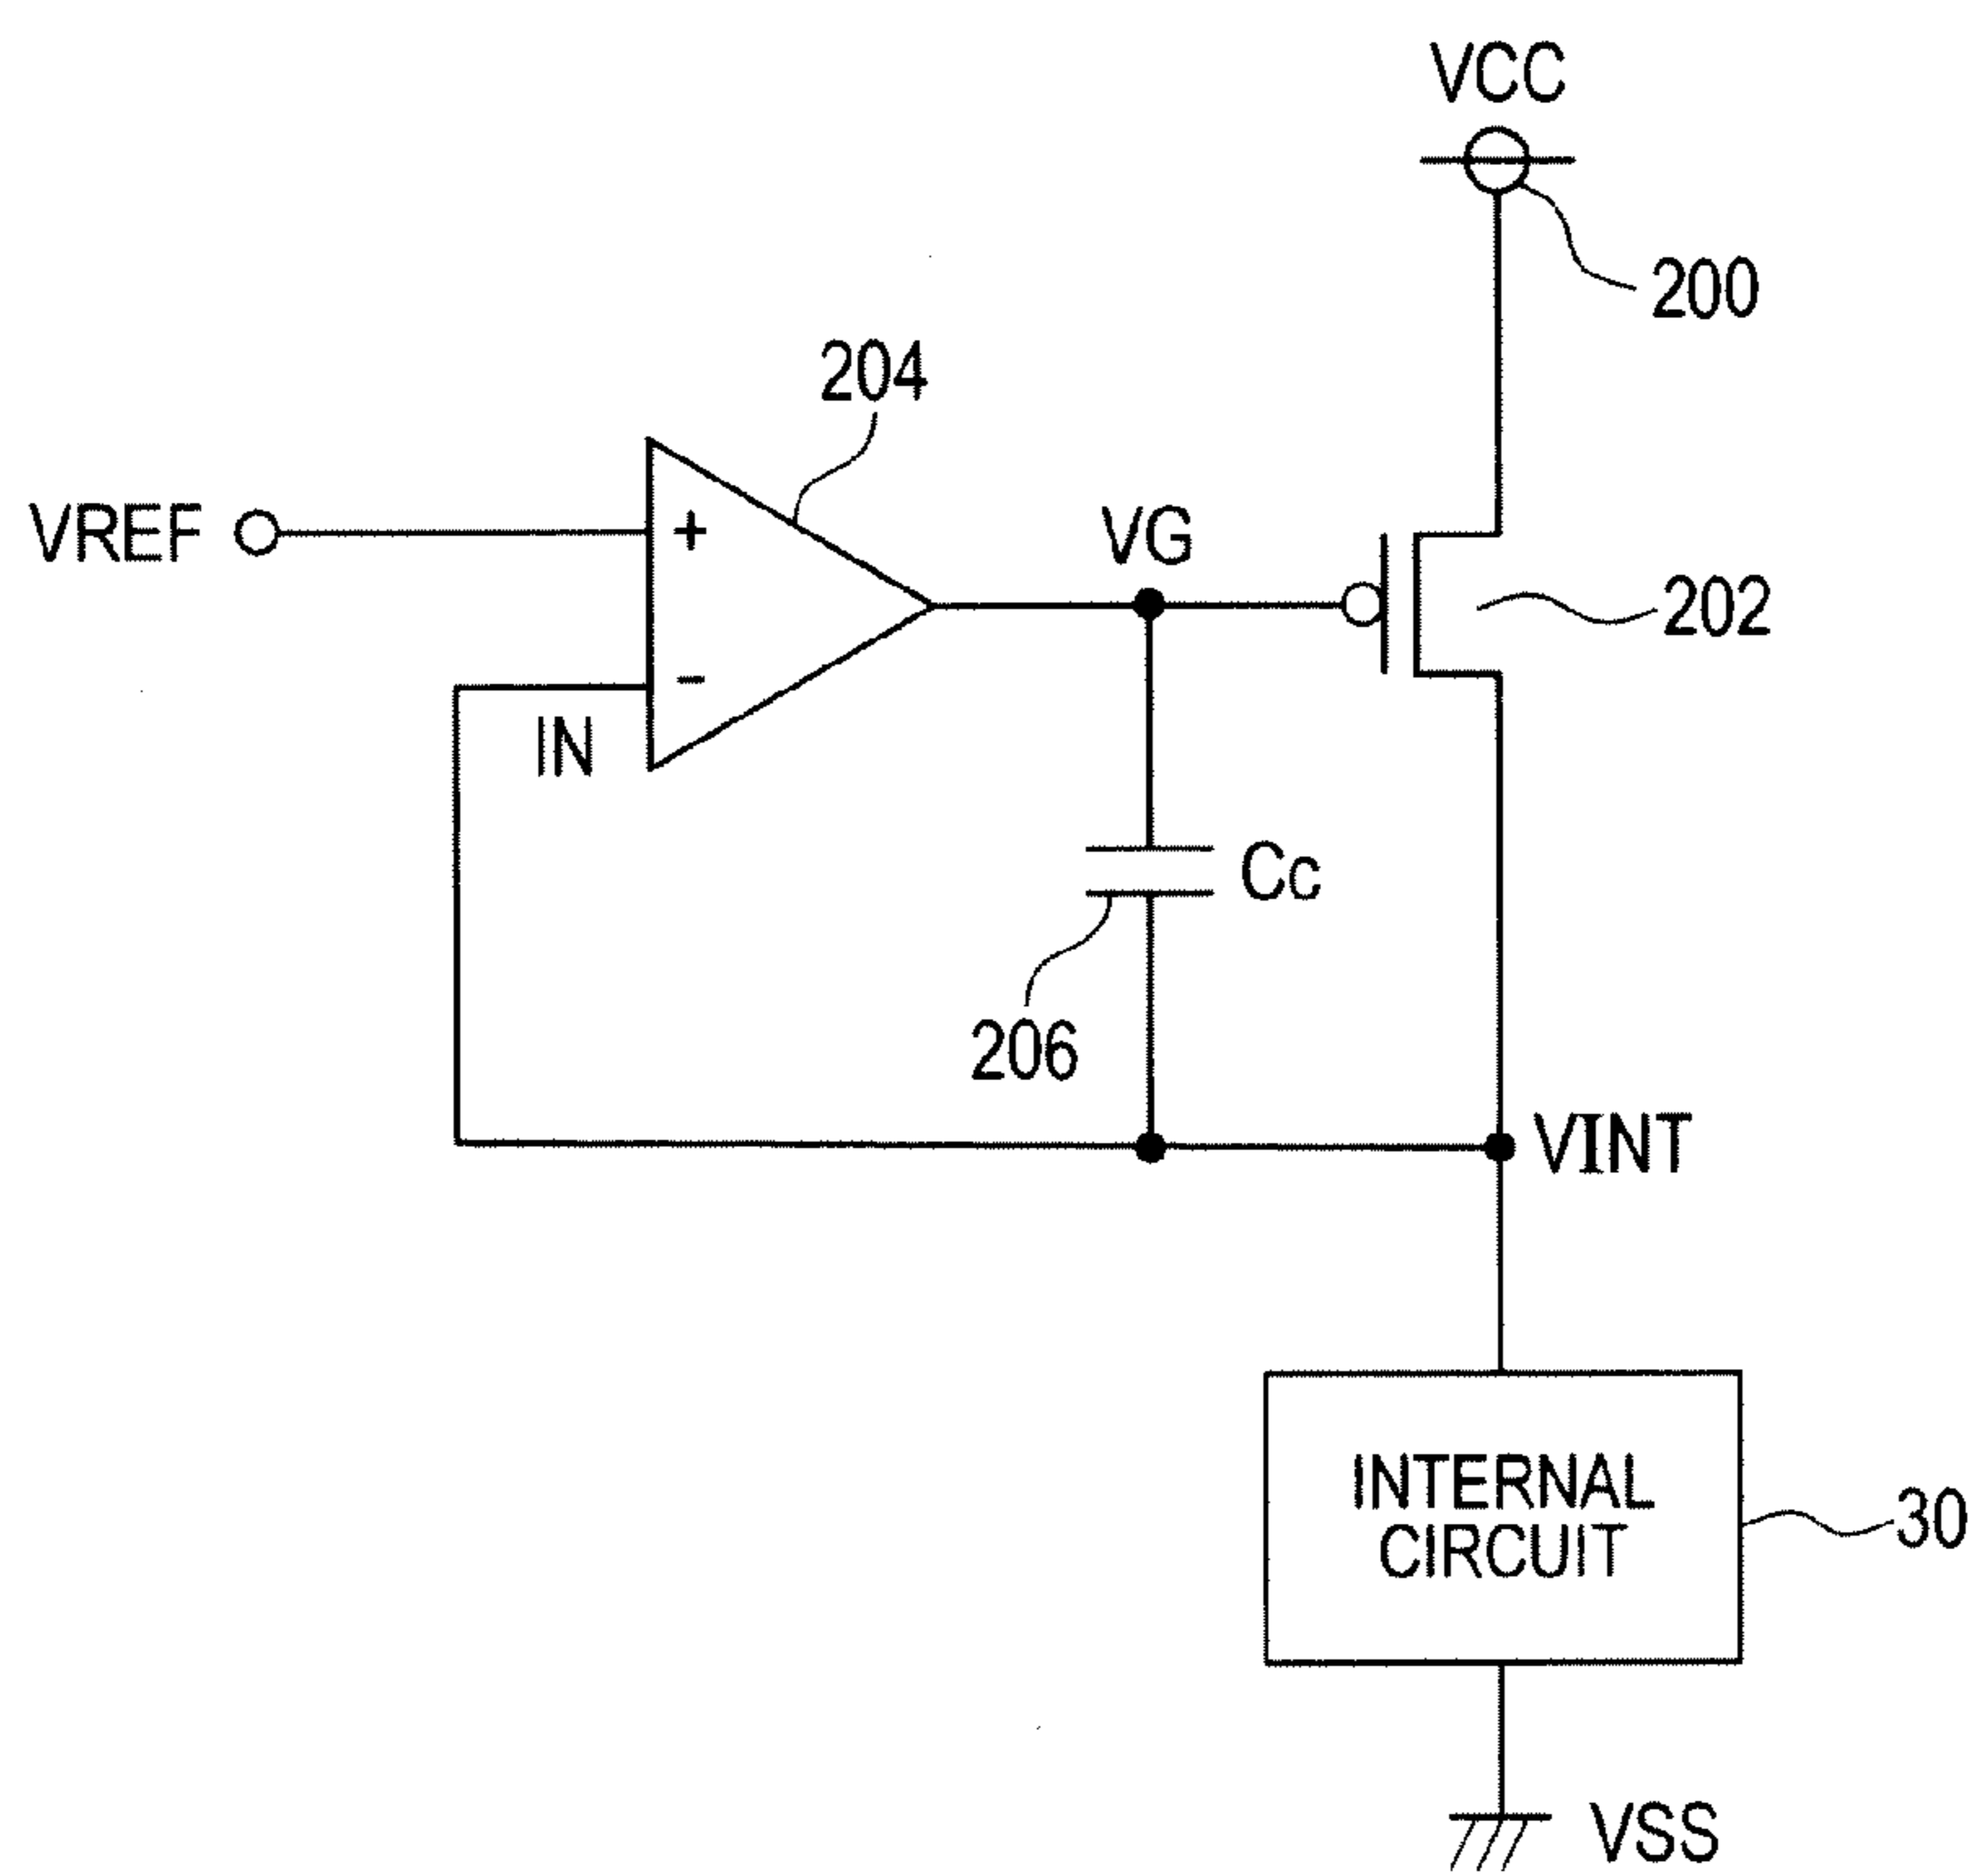 VCC
200
204
VREF
+
VG
202
-
IN
Cc
206
VINT
INTERNAL
CIRCUIT
30
VSS